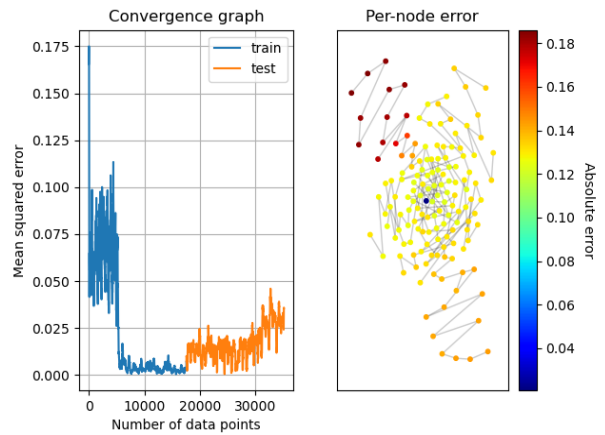 Convergence graph
Mean squared error
0.175
0.150
0.125
0.100
0.075
0.050
0.025
0.000
train
test
0
10000
20000
30000
Number of data points
Per-node error
0.18
0.16
0.14
0.12
0.10
0.08
0.06
0.04
Absolute error